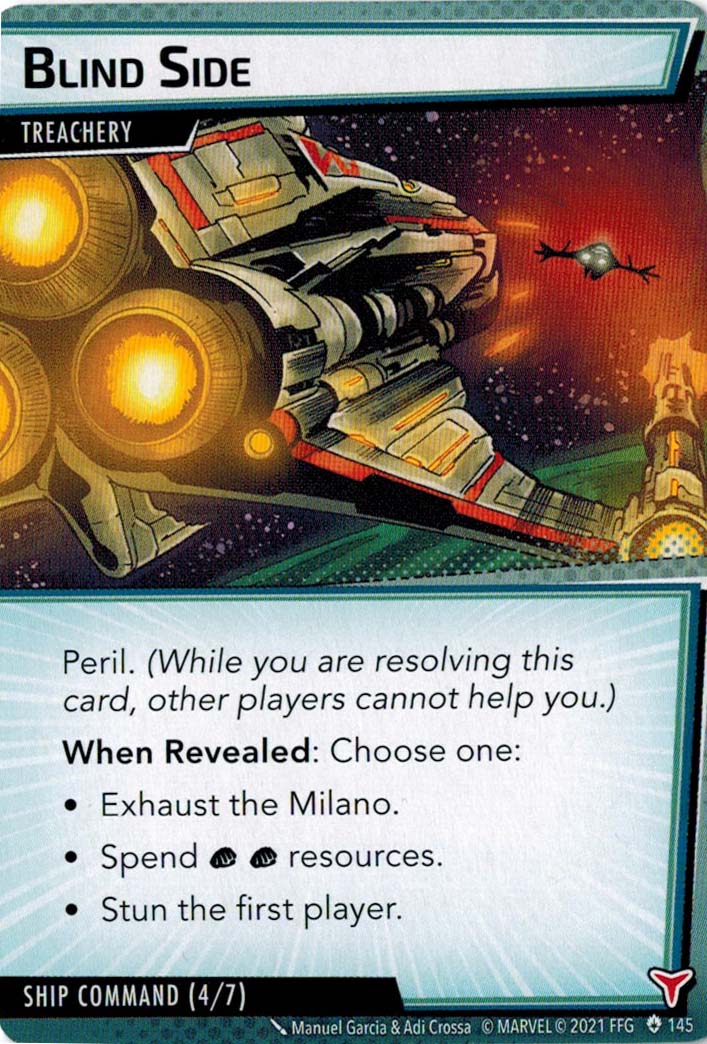 BLIND SIDE
TREACHERY
Peril. (While you are resolving this
card, other players cannot help you.)
When Revealed: Choose one:
• Exhaust the Milano.
• Spend resources.
• Stun the first player.
SHIP COMMAND (4/7)
Manuel Garcia & Adi Crossa © MARVEL © 2021 FFG 145